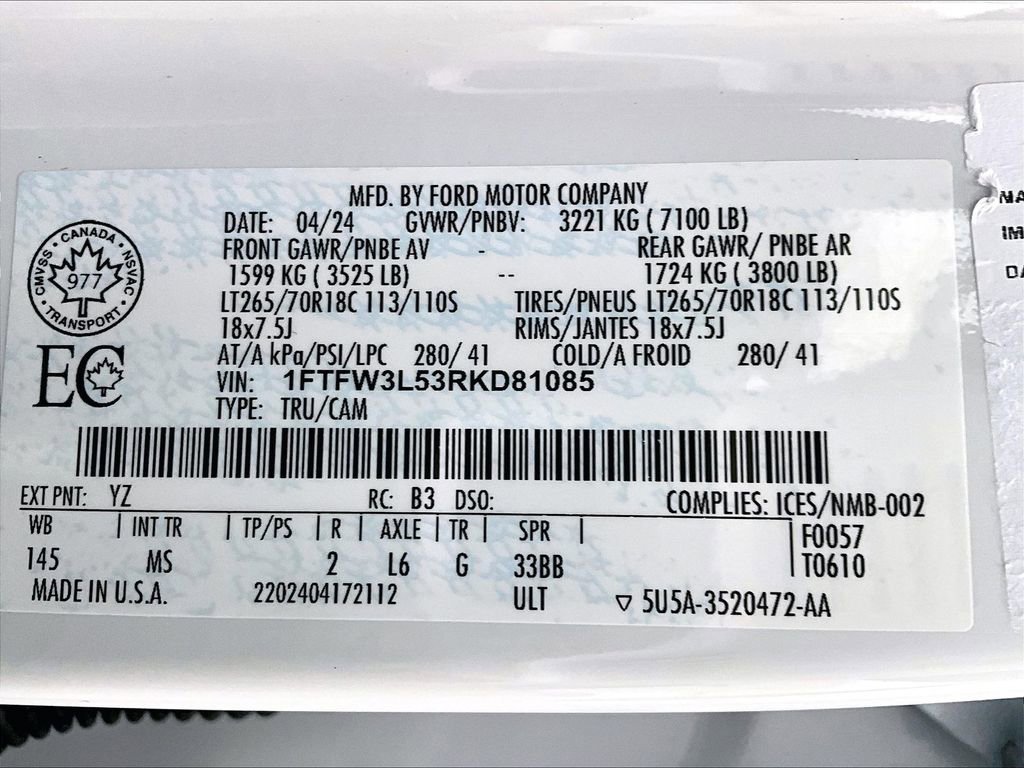 MFD. BY FORD MOTOR COMPANY
DATE: 04/24 GVWR/PNBV: 3221 KG ( 7100 LB)
FRONT GAWR/PNBE AV - REAR GAWR/ PNBE AR
1599 KG ( 3525 LB) -- 1724 KG ( 3800 LB)
LT265/70R18C 113/110S TIRES/PNEUS LT265/70R18C 113/110S
18x7.5J RIMS/JANTES 18x7.5J
AT/A kPa/PSI/LPC 280/ 41 COLD/A FROID 280/ 41
VIN: 1FTFW3L53RKD81085
TYPE: TRU/CAM
CANADA
CMVSS NSVAC
977
TRANSPORT
EC
EXT PNT: YZ RC: B3 DSO: COMPLIES: ICES/NMB-002
WB | INT TR | TP/PS | R | AXLE | TR | SPR | F0057
145 MS 2 L6 G 33BB T0610
MADE IN U.S.A. 2202404172112 ULT ▽ 5U5A-3520472-AA
NA
IM